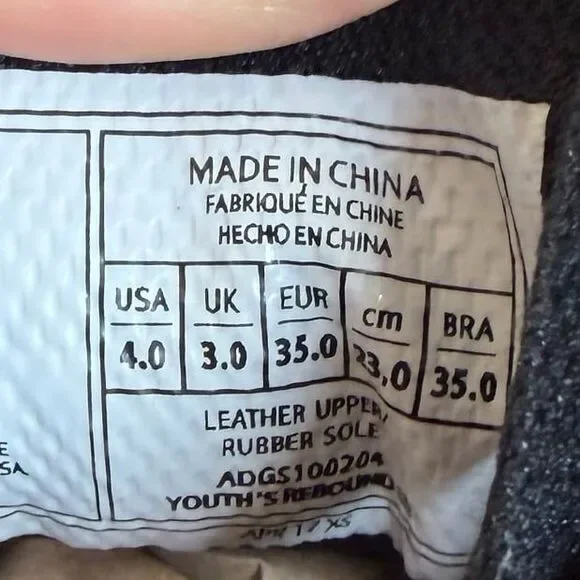 MADE IN CHINA
FABRIQUÉ EN CHINE
HECHO EN CHINA
USA UK EUR cm BRA
4.0 3.0 35.0 23,0 35.0
LEATHER UPPER,
RUBBER SOLE
ADGS100204
YOUTH'S REBOUND
E
SA